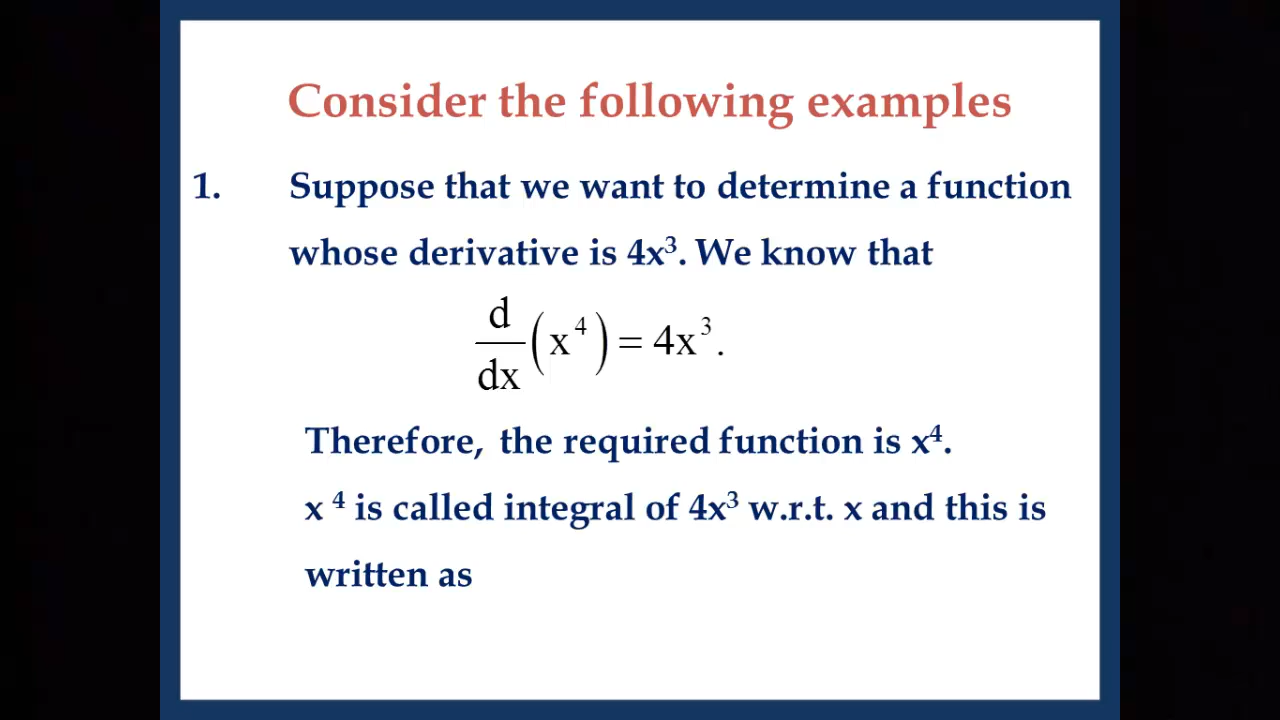 Consider the following examples
1. Suppose that we want to determine a function
whose derivative is 4x³. We know that
d/dx (x⁴) = 4x³.
Therefore, the required function is x⁴.
x ⁴ is called integral of 4x³ w.r.t. x and this is
written as